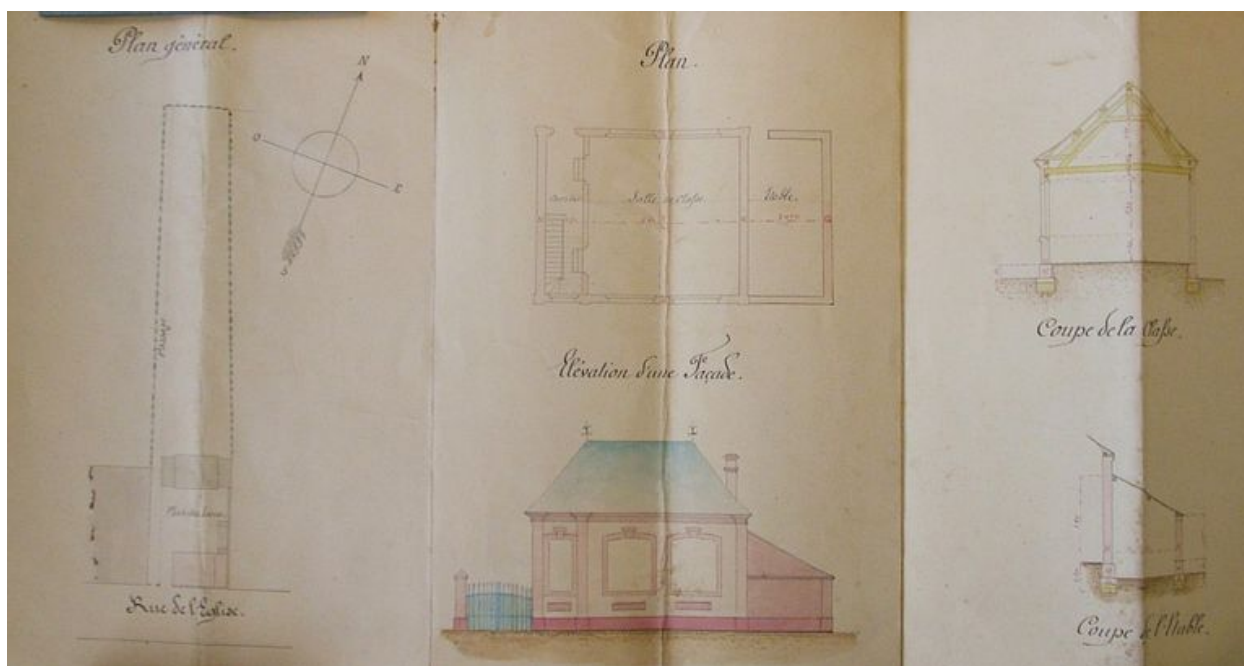 Plan général.
N
O
E
S
Passage
Rue de l'Eglise.
Plan.
Salle de Classe
Etable.
Elévation d'une Façade.
Coupe de la Classe.
Coupe de l'Etable.